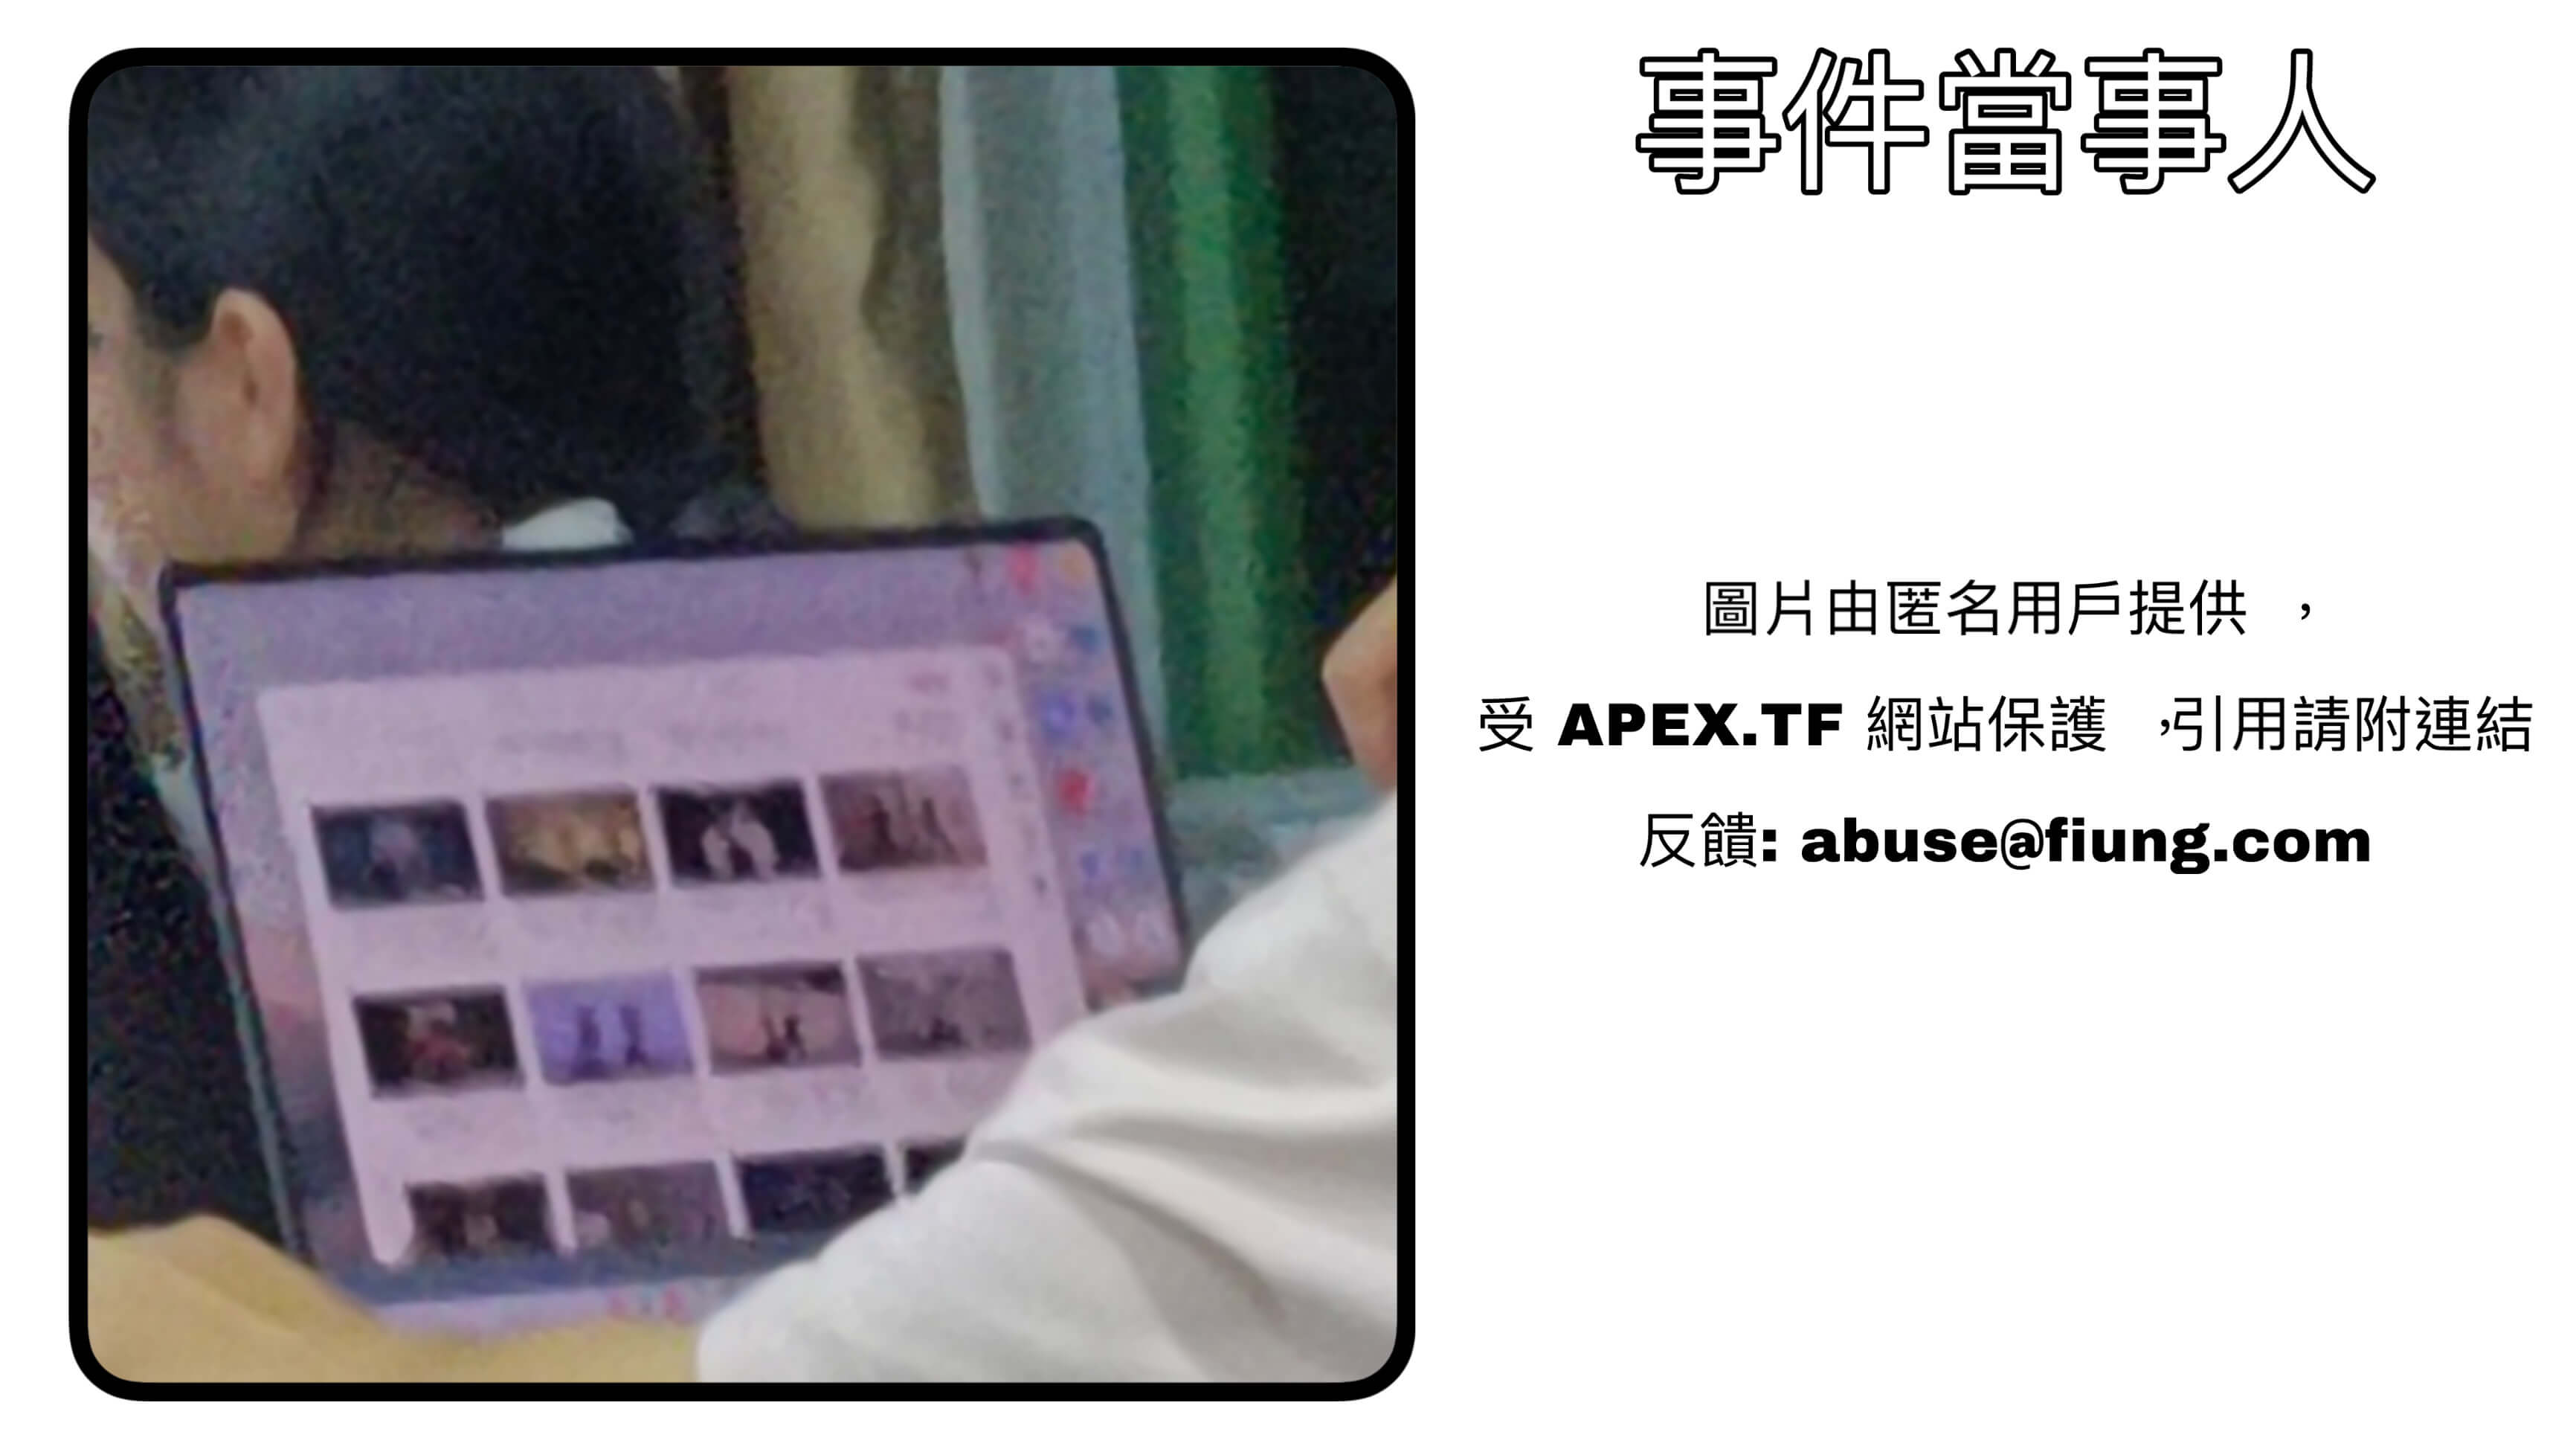 事件當事人
圖片由匿名用戶提供 ，
受 APEX.TF 網站保護 ，引用請附連結
反饋: abuse@fiung.com